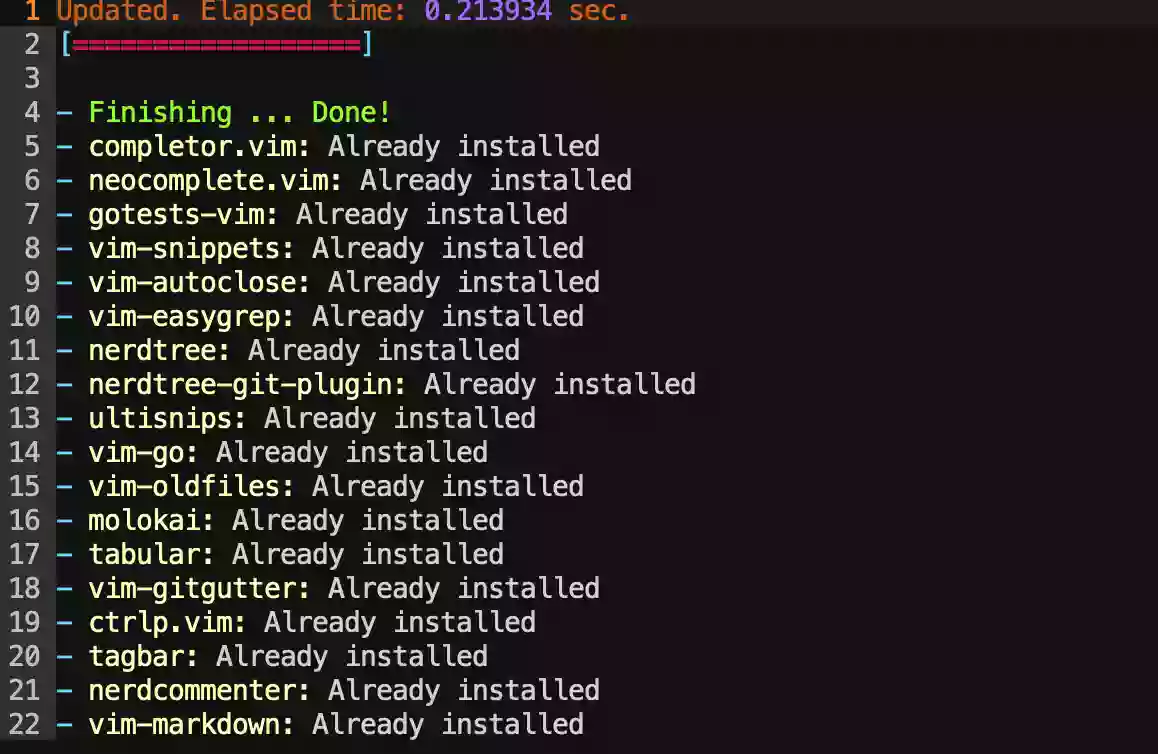 1 Updated. Elapsed time: 0.213934 sec.
2 [==================]
3
4 - Finishing ... Done!
5 - completor.vim: Already installed
6 - neocomplete.vim: Already installed
7 - gotests-vim: Already installed
8 - vim-snippets: Already installed
9 - vim-autoclose: Already installed
10 - vim-easygrep: Already installed
11 - nerdtree: Already installed
12 - nerdtree-git-plugin: Already installed
13 - ultisnips: Already installed
14 - vim-go: Already installed
15 - vim-oldfiles: Already installed
16 - molokai: Already installed
17 - tabular: Already installed
18 - vim-gitgutter: Already installed
19 - ctrlp.vim: Already installed
20 - tagbar: Already installed
21 - nerdcommenter: Already installed
22 - vim-markdown: Already installed